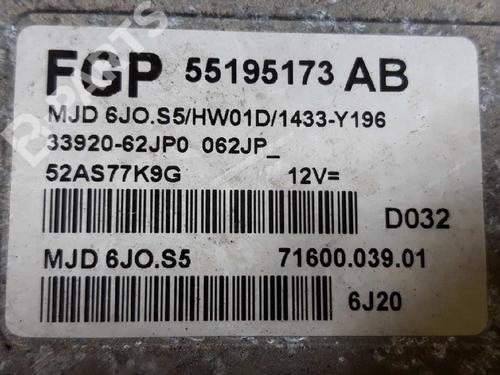 FGP 55195173 AB
MJD 6JO.S5/HW01D/1433-Y196
33920-62JP0 062JP_
52AS77K9G 12V=
D032
MJD 6JO.S5 71600.039.01
6J20